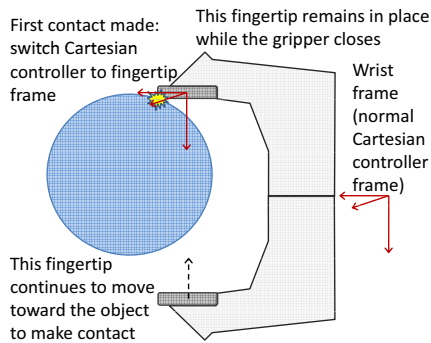 First contact made:
switch Cartesian
controller to fingertip
frame
This fingertip remains in place
while the gripper closes
Wrist
frame
(normal
Cartesian
controller
frame)
This fingertip
continues to move
toward the object
to make contact